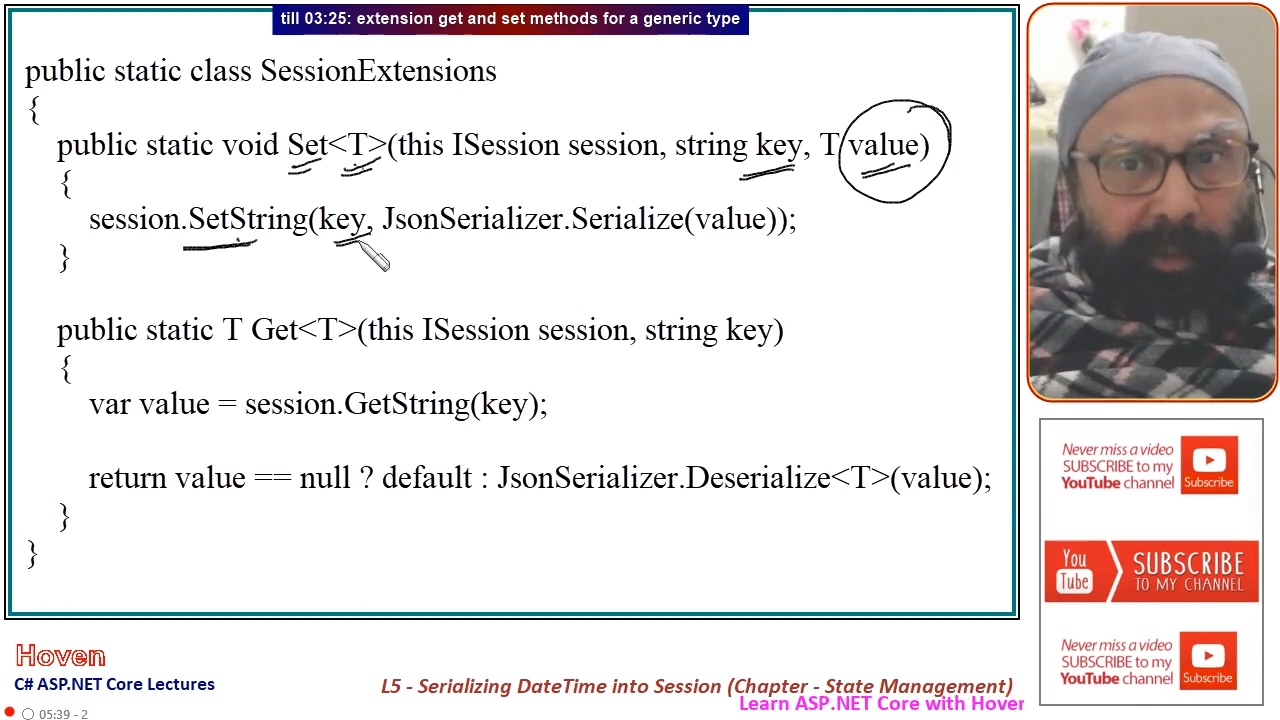 till 03:25: extension get and set methods for a generic type
public static class SessionExtensions
{
public static void Set<T>(this ISession session, string key, T value)
{
session.SetString(key, JsonSerializer.Serialize(value));
}
public static T Get<T>(this ISession session, string key)
{
var value = session.GetString(key);
return value == null ? default : JsonSerializer.Deserialize<T>(value);
}
}
Never miss a video
SUBSCRIBE to my
YouTube channel
Subscribe
You
Tube
SUBSCRIBE
TO MY CHANNEL
Never miss a video
SUBSCRIBE to my
YouTube channel
Subscribe
Hoven
C# ASP.NET Core Lectures
L5 - Serializing DateTime into Session (Chapter - State Management)
Learn ASP.NET Core with Hoven
05:39 - 2